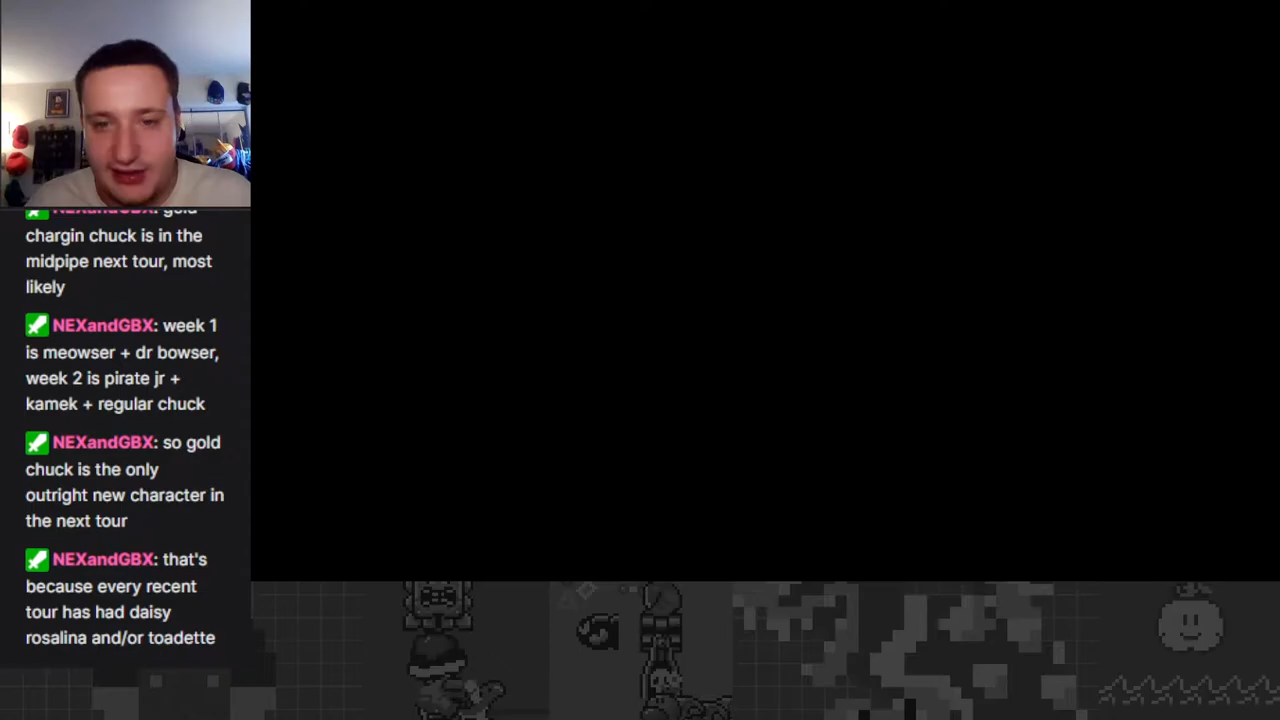 NEXandGBX: gold
chargin chuck is in the
midpipe next tour, most
likely
NEXandGBX: week 1
is meowser + dr bowser,
week 2 is pirate jr +
kamek + regular chuck
NEXandGBX: so gold
chuck is the only
outright new character in
the next tour
NEXandGBX: that's
because every recent
tour has had daisy
rosalina and/or toadette